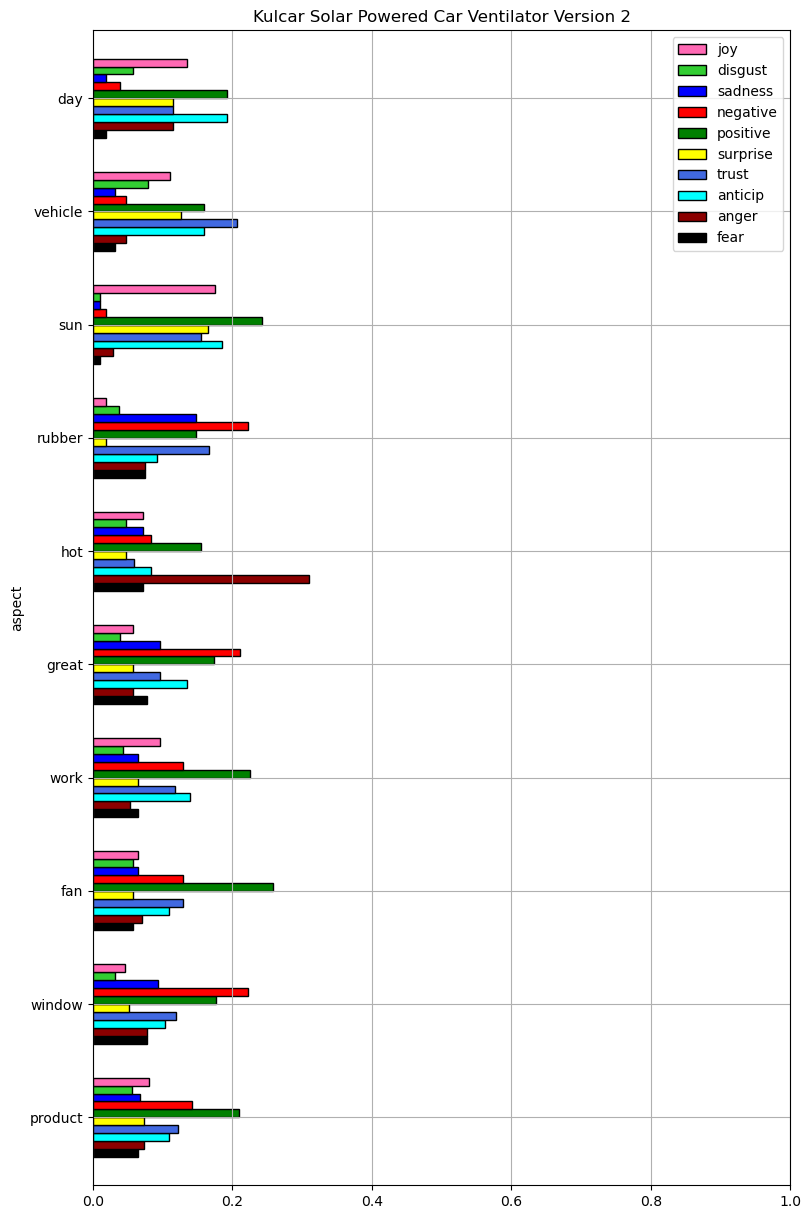 Kulcar Solar Powered Car Ventilator Version 2
joy
disgust
sadness
negative
positive
surprise
trust
anticip
anger
fear
day
vehicle
sun
rubber
hot
great
work
fan
window
product
aspect
0.0 0.2 0.4 0.6 0.8 1.0